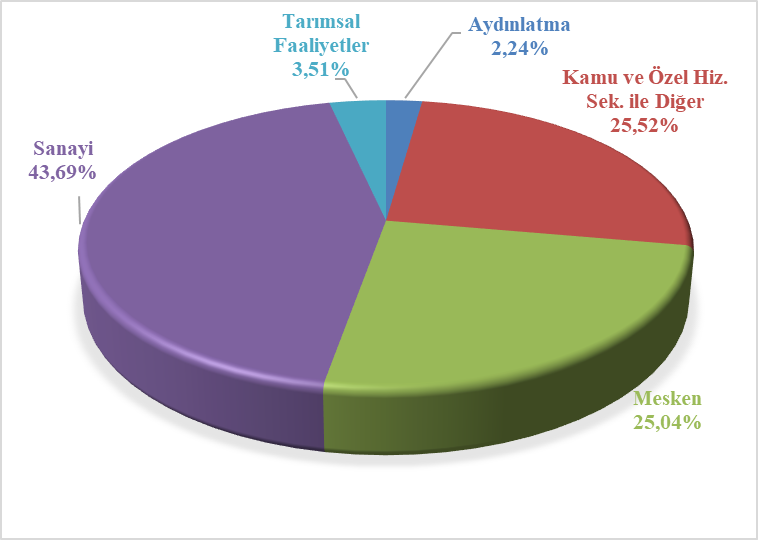 Tarımsal
Faaliyetler
3,51%
Aydınlatma
2,24%
Kamu ve Özel Hiz.
Sek. ile Diğer
25,52%
Sanayi
43,69%
Mesken
25,04%